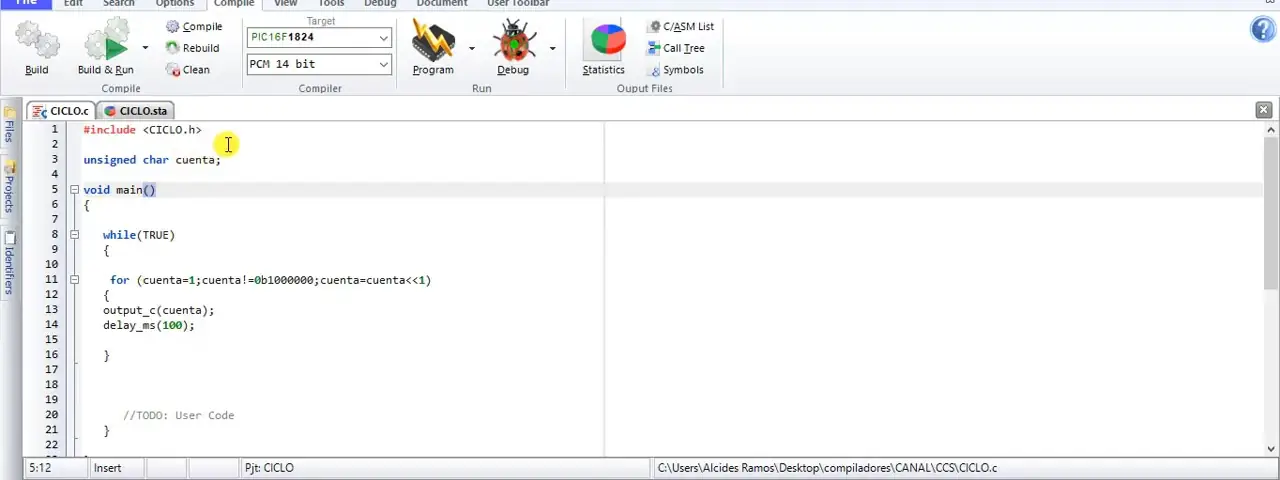 File Edit Search Options Compile View Tools Debug Document User Toolbar
Compile Target C/ASM List
PIC16F1824
Rebuild Call Tree
PCM 14 bit
Build Build & Run Clean Program Debug Statistics Symbols
Compile Compiler Run Ouput Files
CICLO.c CICLO.sta
Files
Projects
Identifiers
1 #include <CICLO.h>
2
3 unsigned char cuenta;
4
5 void main()
6 {
7
8 while(TRUE)
9 {
10
11 for (cuenta=1;cuenta!=0b1000000;cuenta=cuenta<<1)
12 {
13 output_c(cuenta);
14 delay_ms(100);
15
16 }
17
18
19
20 //TODO: User Code
21 }
22
5:12 Insert Pjt: CICLO C:\Users\Alcides Ramos\Desktop\compiladores\CANAL\CCS\CICLO.c